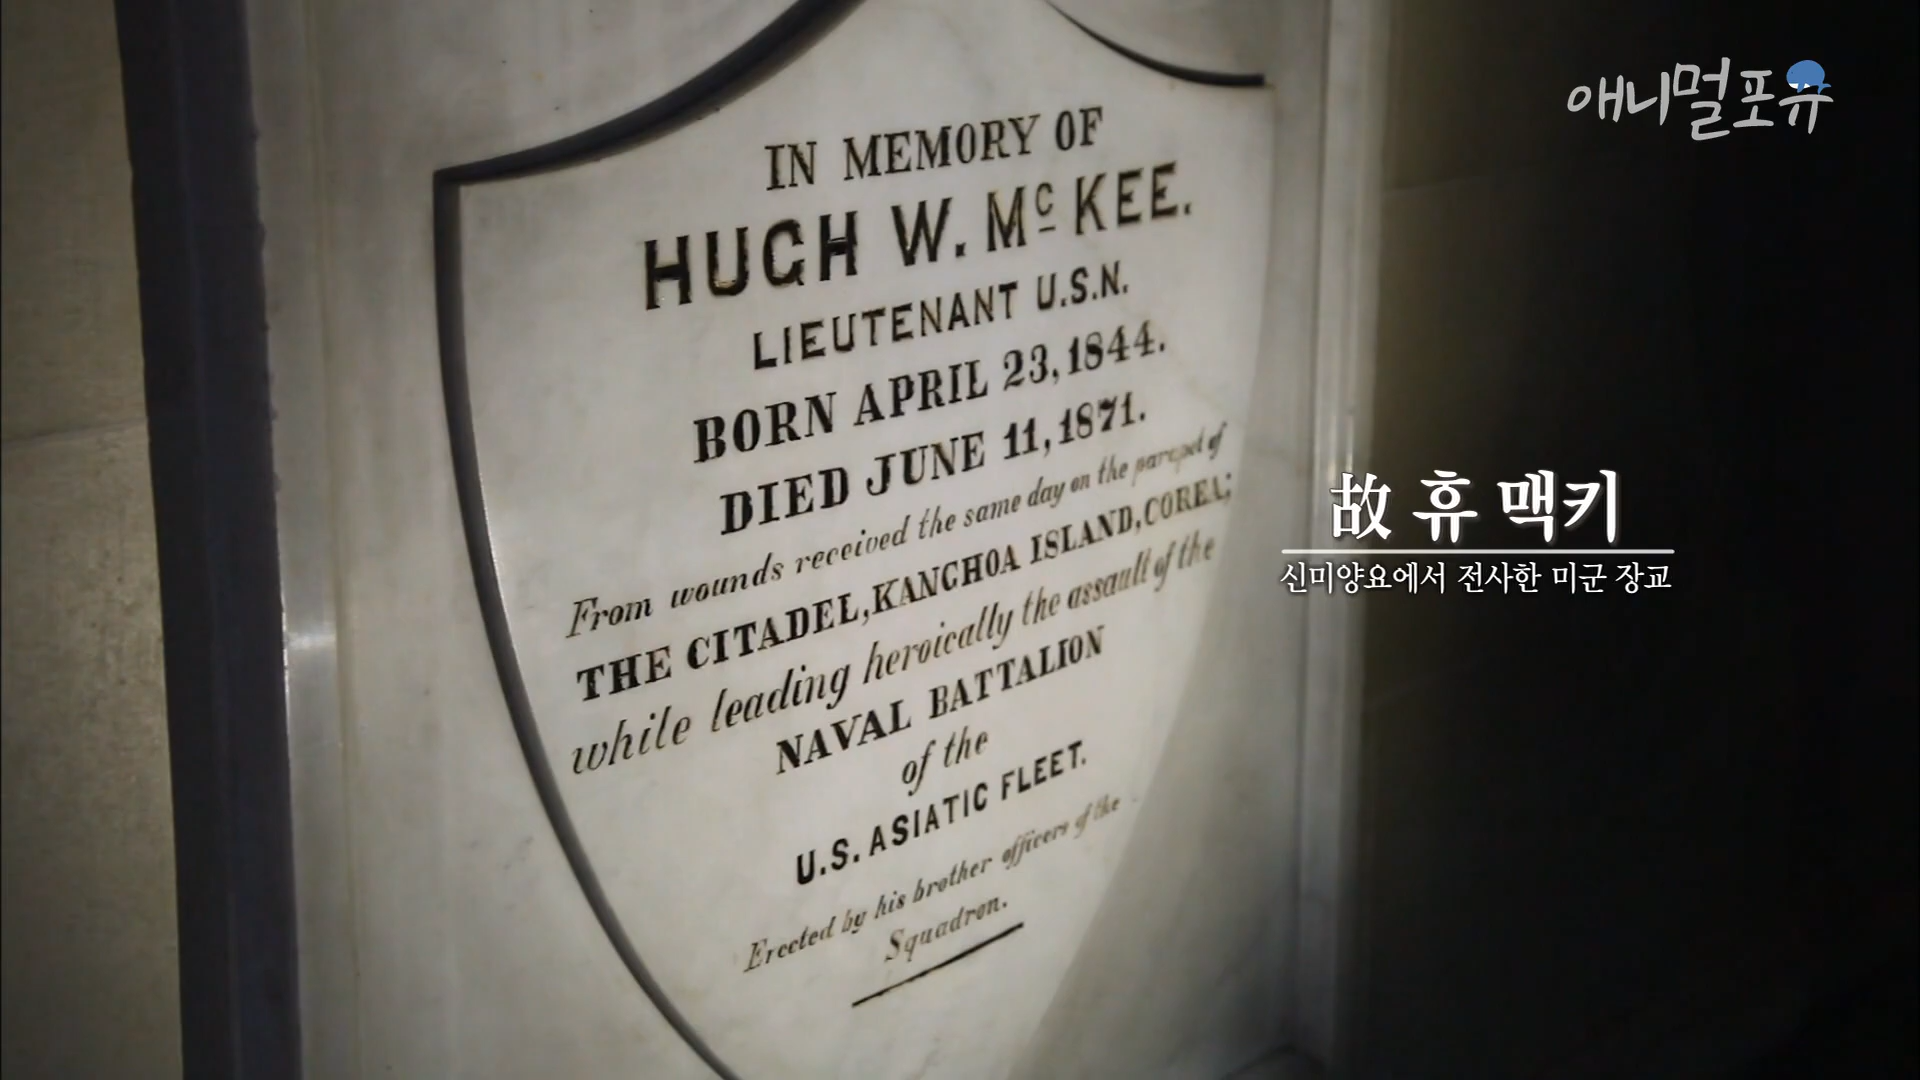 애니멀포유
IN MEMORY OF
HUGH W. McKEE.
LIEUTENANT U.S.N.
BORN APRIL 23, 1844.
DIED JUNE 11, 1871.
From wounds received the same day on the parapet of
THE CITADEL, KANGHOA ISLAND, COREA;
while leading heroically the assault of the
NAVAL BATTALION
of the
U.S. ASIATIC FLEET.
Erected by his brother officers of the
Squadron.
故 휴 맥키
신미양요에서 전사한 미군 장교